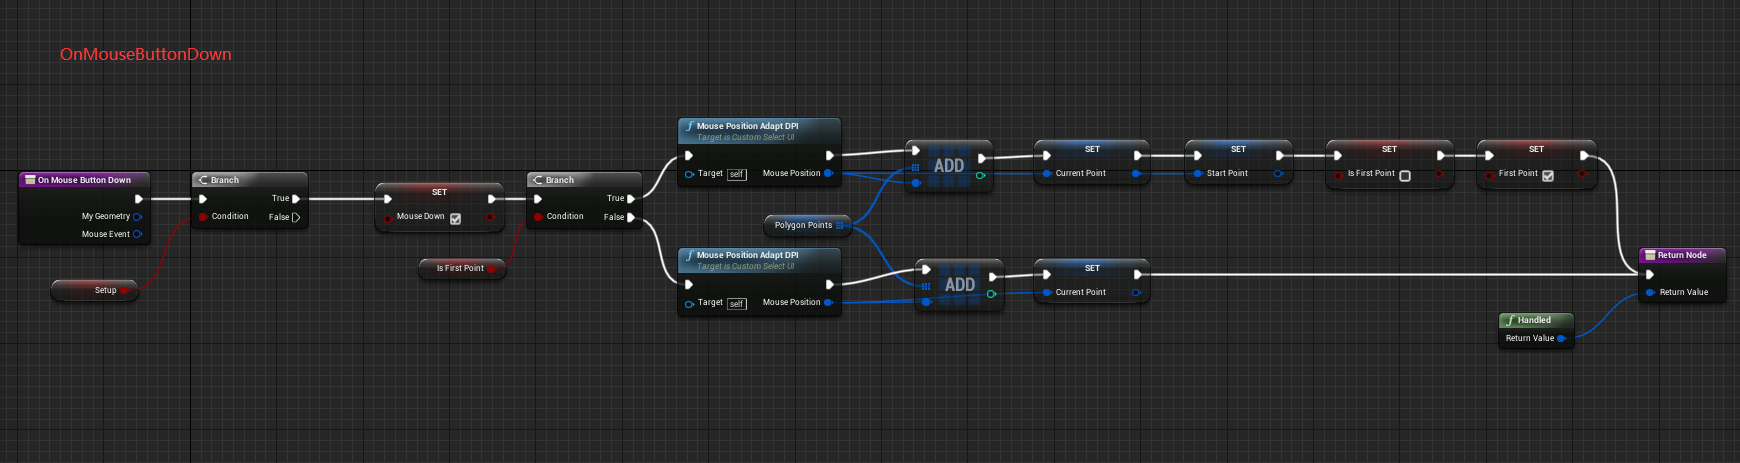 OnMouseButtonDown
On Mouse Button Down
My Geometry
Mouse Event
Setup
Branch
Condition
True
False
SET
Mouse Down
Is First Point
Branch
Condition
True
False
Mouse Position Adapt DPI
Target is Custom Select UI
Target self
Mouse Position
Polygon Points
ADD
SET
Current Point
SET
Start Point
SET
Is First Point
SET
First Point
Mouse Position Adapt DPI
Target is Custom Select UI
Target self
Mouse Position
ADD
SET
Current Point
Return Node
Return Value
Handled
Return Value